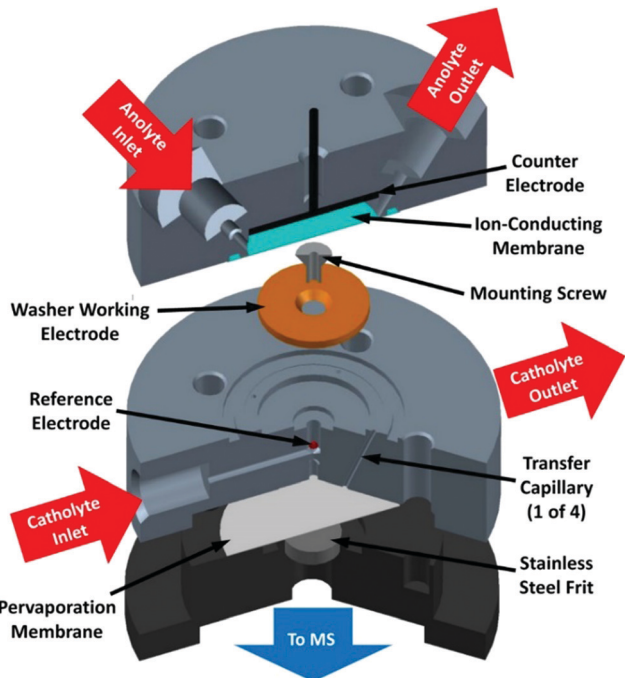 Anolyte
Inlet
Anolyte
Outlet
Counter
Electrode
Ion-Conducting
Membrane
Mounting Screw
Washer Working
Electrode
Reference
Electrode
Catholyte
Outlet
Transfer
Capillary
(1 of 4)
Catholyte
Inlet
Stainless
Steel Frit
Pervaporation
Membrane
To MS